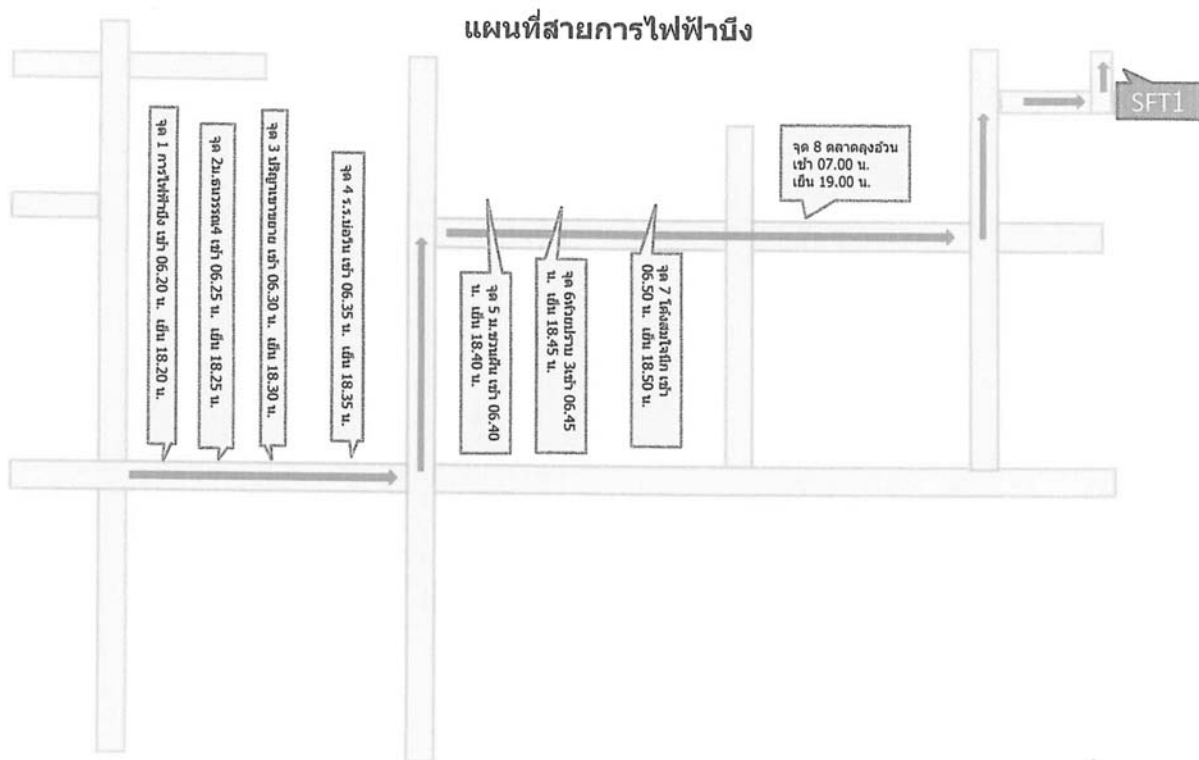 แผนที่สายการไฟฟ้าบึง
จุด 1 การไฟฟ้าบึง เช้า 06.20 น. เย็น 18.20 น.
จุด 2ม.ธนวรรณ4 เช้า 06.25 น. เย็น 18.25 น.
จุด 3 ปริญาเขาขยาย เช้า 06.30 น. เย็น 18.30 น.
จุด 4 ร.ร.บ่อวิน เช้า 06.35 น. เย็น 18.35 น.
จุด 5 ม.ชวนฝัน เช้า 06.40
น. เย็น 18.40 น.
จุด 6ห้วยปราบ 3เช้า 06.45
น. เย็น 18.45 น.
จุด 7 โค้งสมใจนึก เช้า
06.50 น. เย็น 18.50 น.
จุด 8 ตลาดลุงอ้วน
เช้า 07.00 น.
เย็น 19.00 น.
SFT1